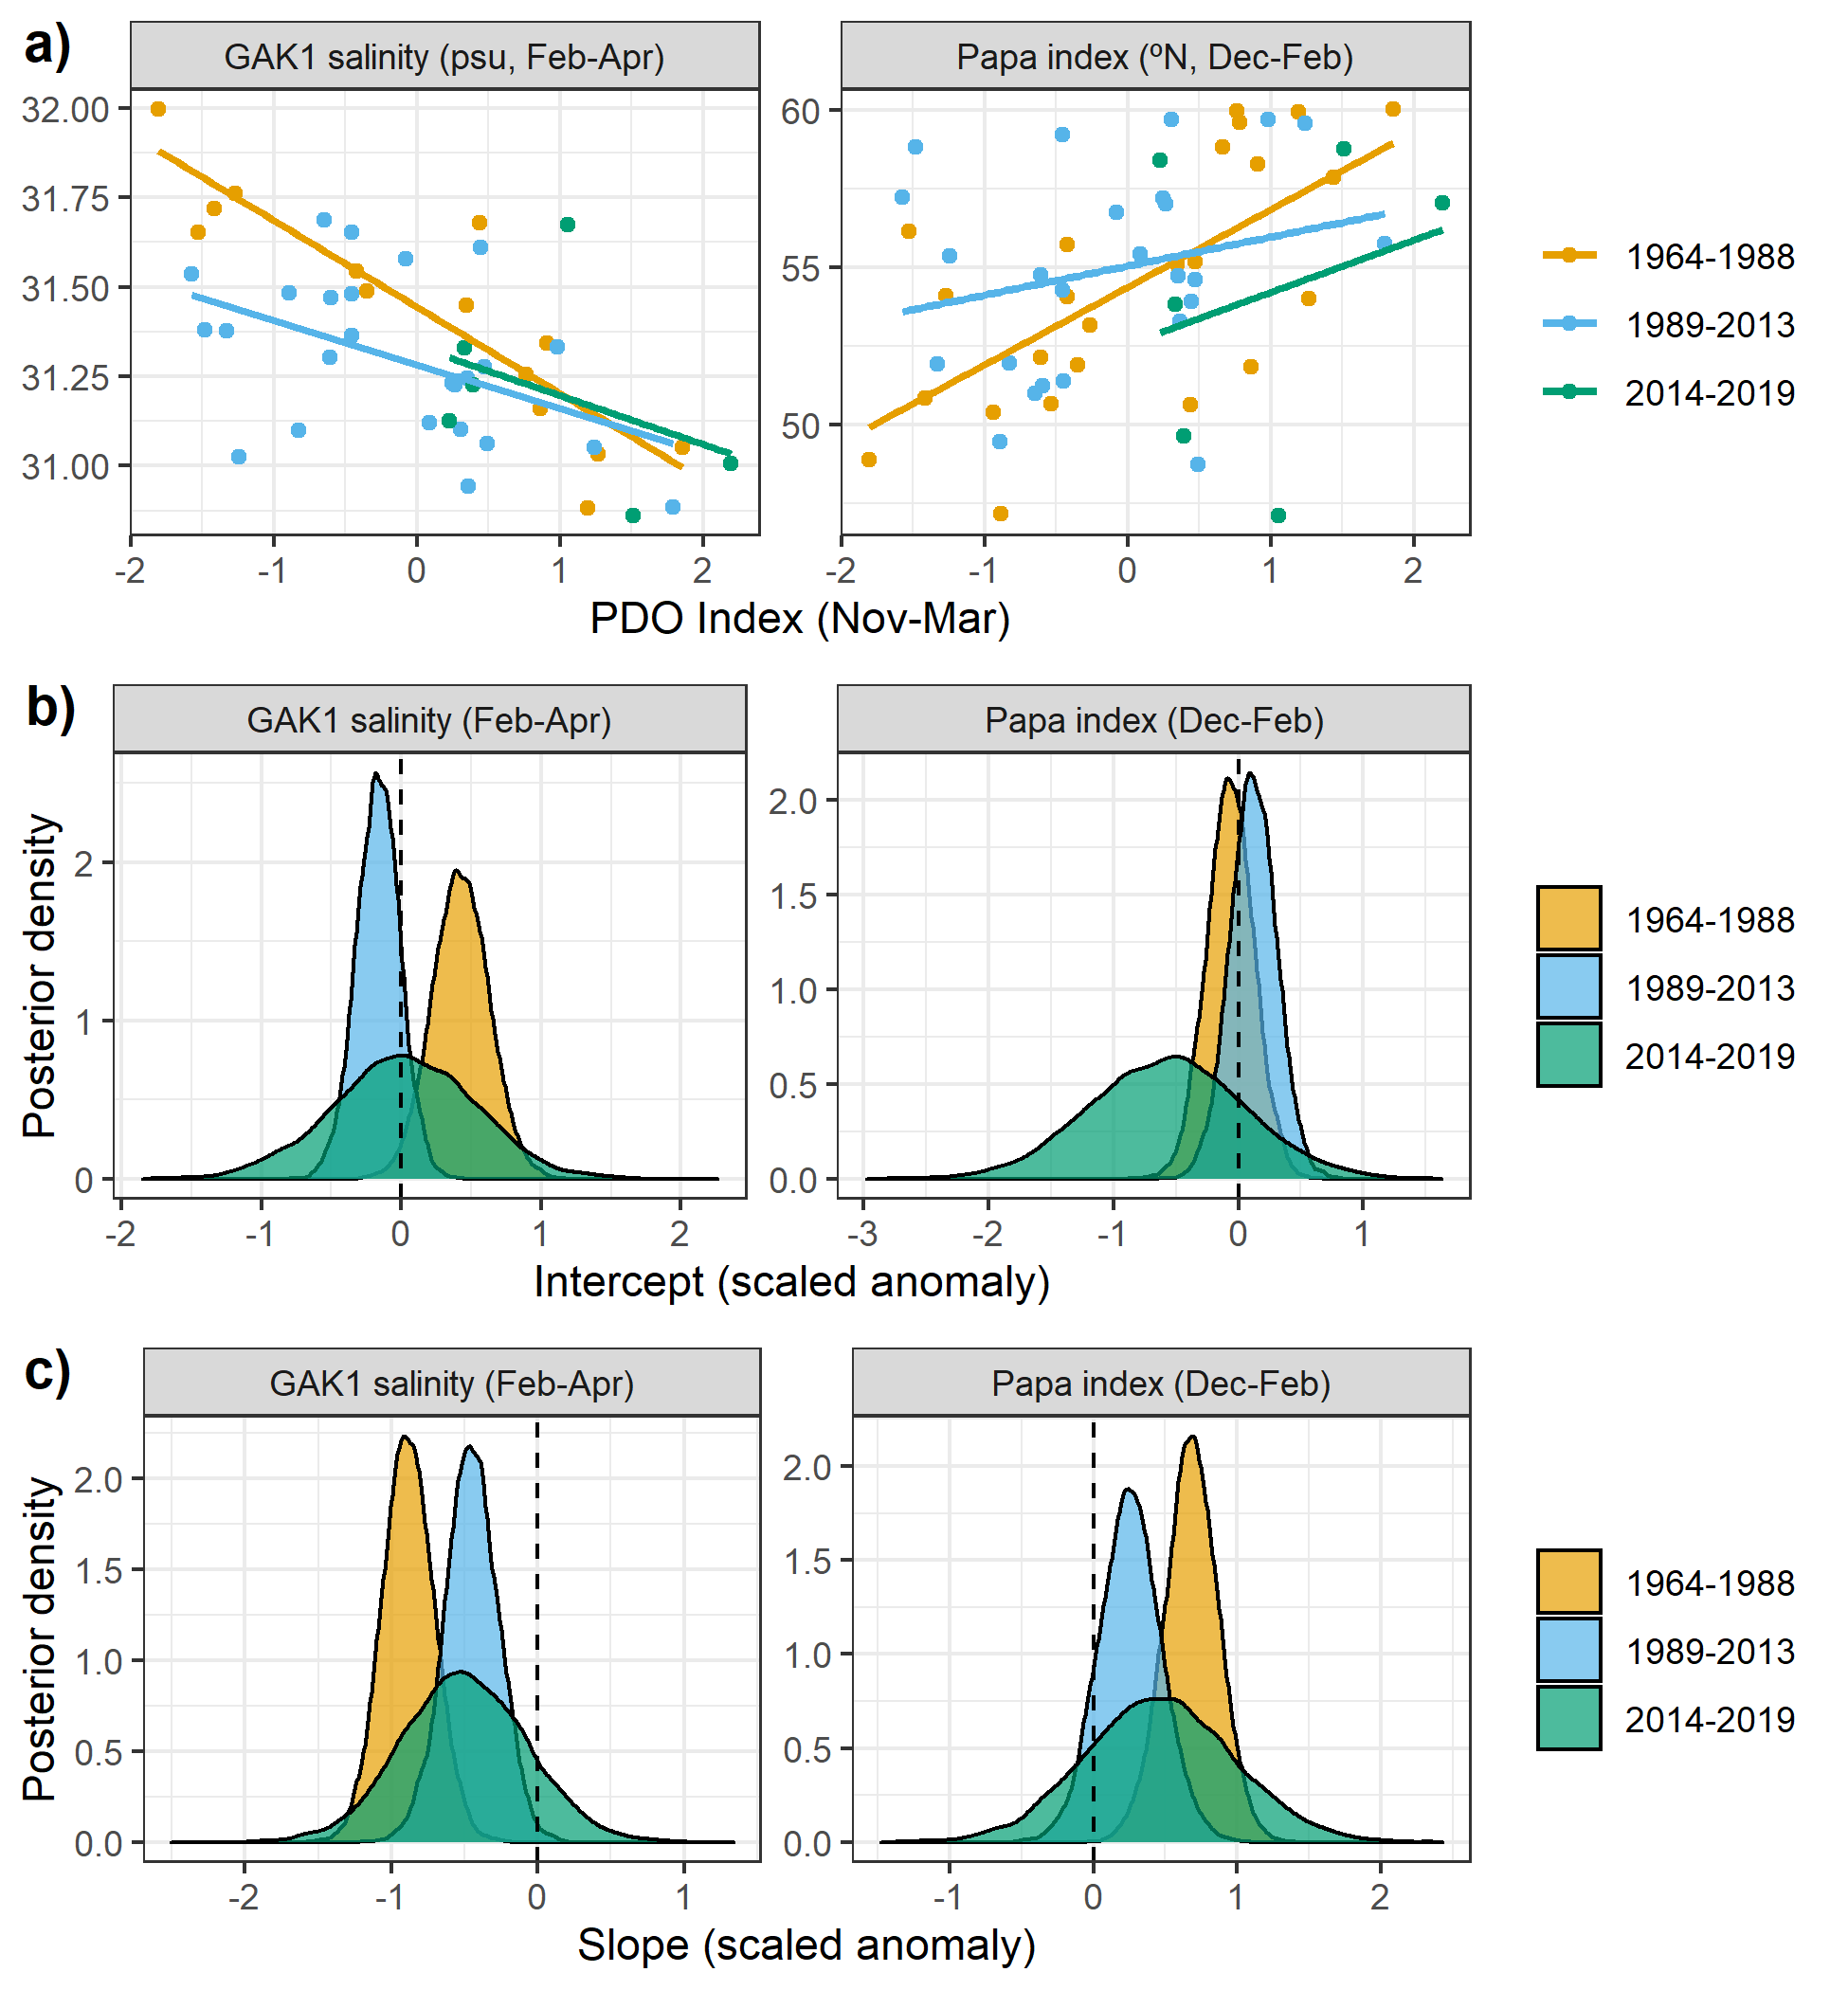 a)
GAK1 salinity (psu, Feb-Apr)
Papa index (ºN, Dec-Feb)
32.00
31.75
31.50
31.25
31.00
60
55
50
-2 -1 0 1 2
-2 -1 0 1 2
PDO Index (Nov-Mar)
1964-1988
1989-2013
2014-2019
b)
GAK1 salinity (Feb-Apr)
Papa index (Dec-Feb)
Posterior density
2
1
0
2.0
1.5
1.0
0.5
0.0
-2 -1 0 1 2
-3 -2 -1 0 1
Intercept (scaled anomaly)
1964-1988
1989-2013
2014-2019
c)
GAK1 salinity (Feb-Apr)
Papa index (Dec-Feb)
Posterior density
2.0
1.5
1.0
0.5
0.0
2.0
1.5
1.0
0.5
0.0
-2 -1 0 1
-1 0 1 2
Slope (scaled anomaly)
1964-1988
1989-2013
2014-2019